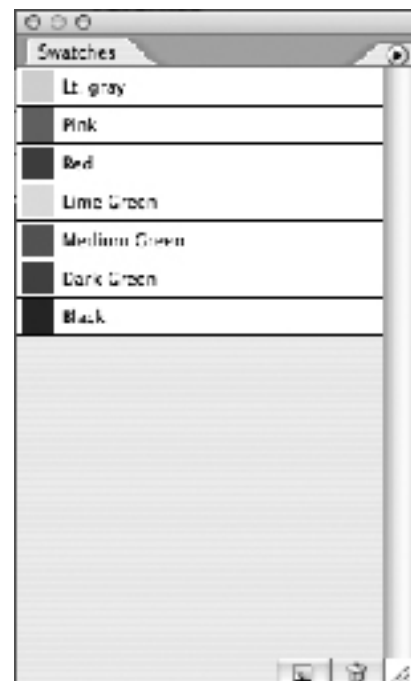 Swatches
Lt. gray
Pink
Red
Lime Green
Medium Green
Dark Green
Black